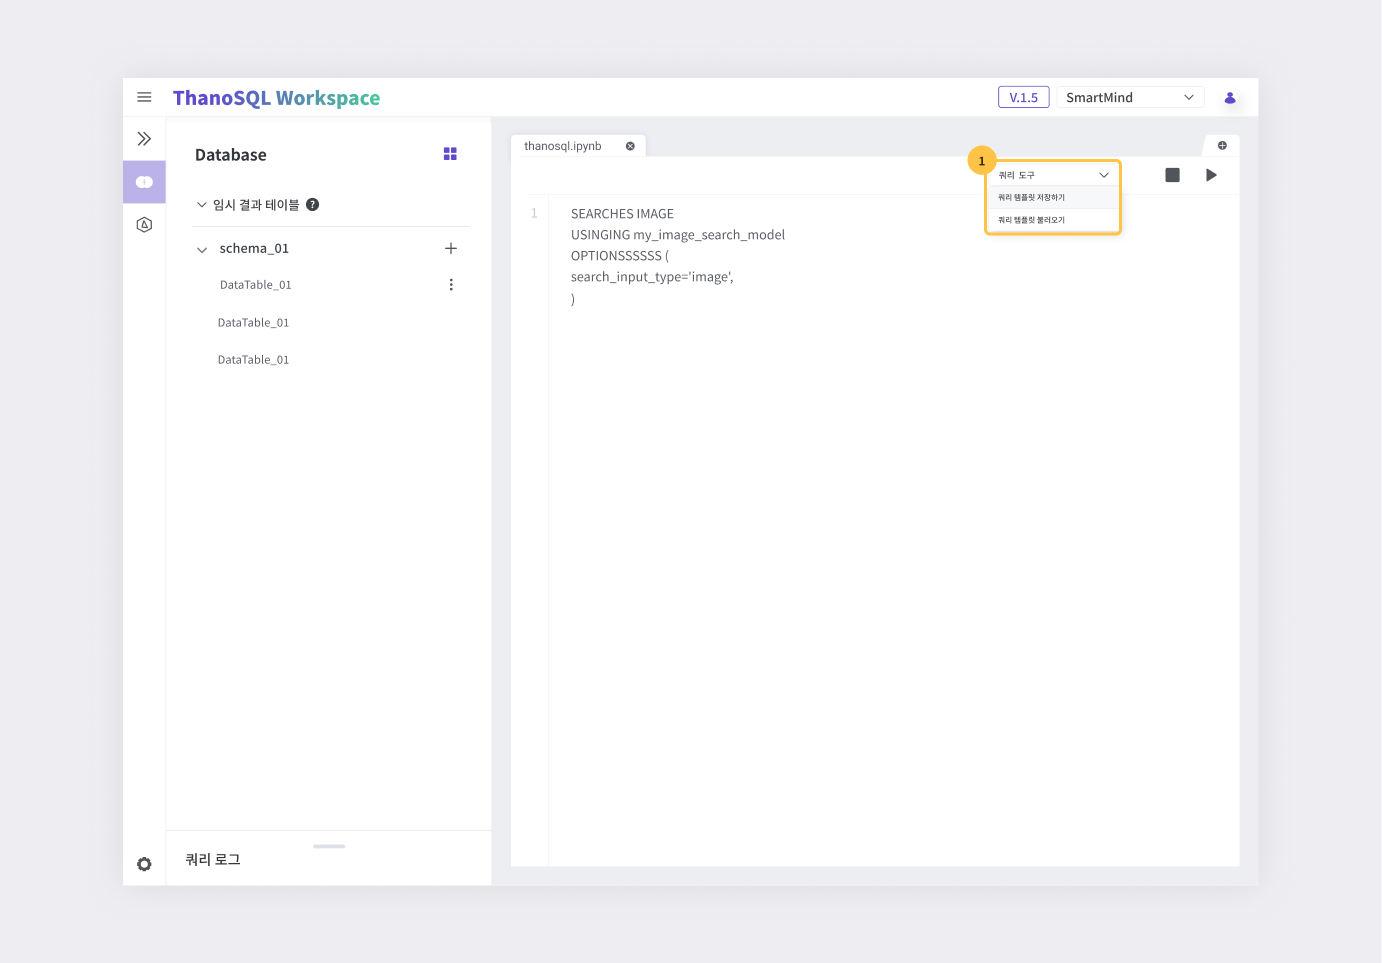 ThanoSQL Workspace
V.1.5
SmartMind
Database
임시 결과 테이블 ?
schema_01
DataTable_01
DataTable_01
DataTable_01
쿼리 로그
thanosql.ipynb
1
쿼리 도구
쿼리 템플릿 저장하기
쿼리 템플릿 불러오기
1
SEARCHES IMAGE
USINGING my_image_search_model
OPTIONSSSSSS (
search_input_type='image',
)